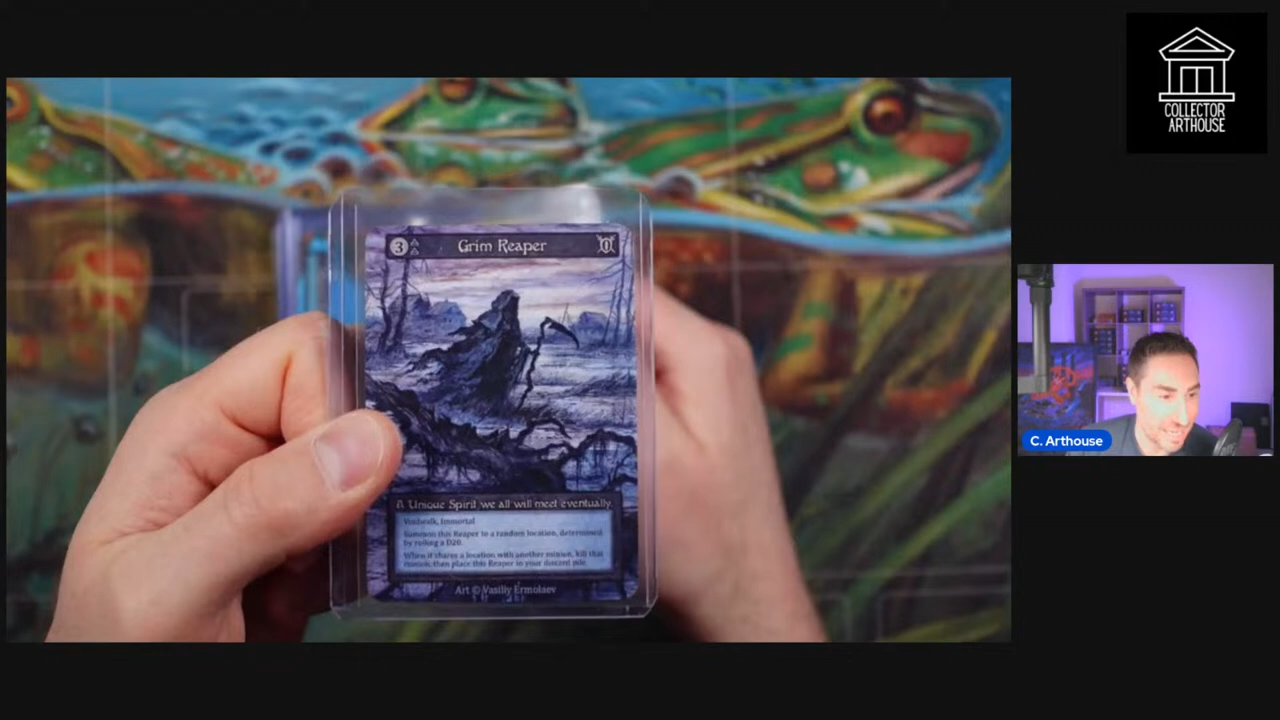 COLLECTOR
ARTHOUSE
3 Grim Reaper 0
A Unique Spirit we all will meet eventually.
Voidwalk, Immortal
Summon this Reaper to a random location, determined
by rolling a D20.
When it shares a location with another minion, kill that
minion, then place this Reaper in your discard pile.
Art © Vasiliy Ermolaev
C. Arthouse